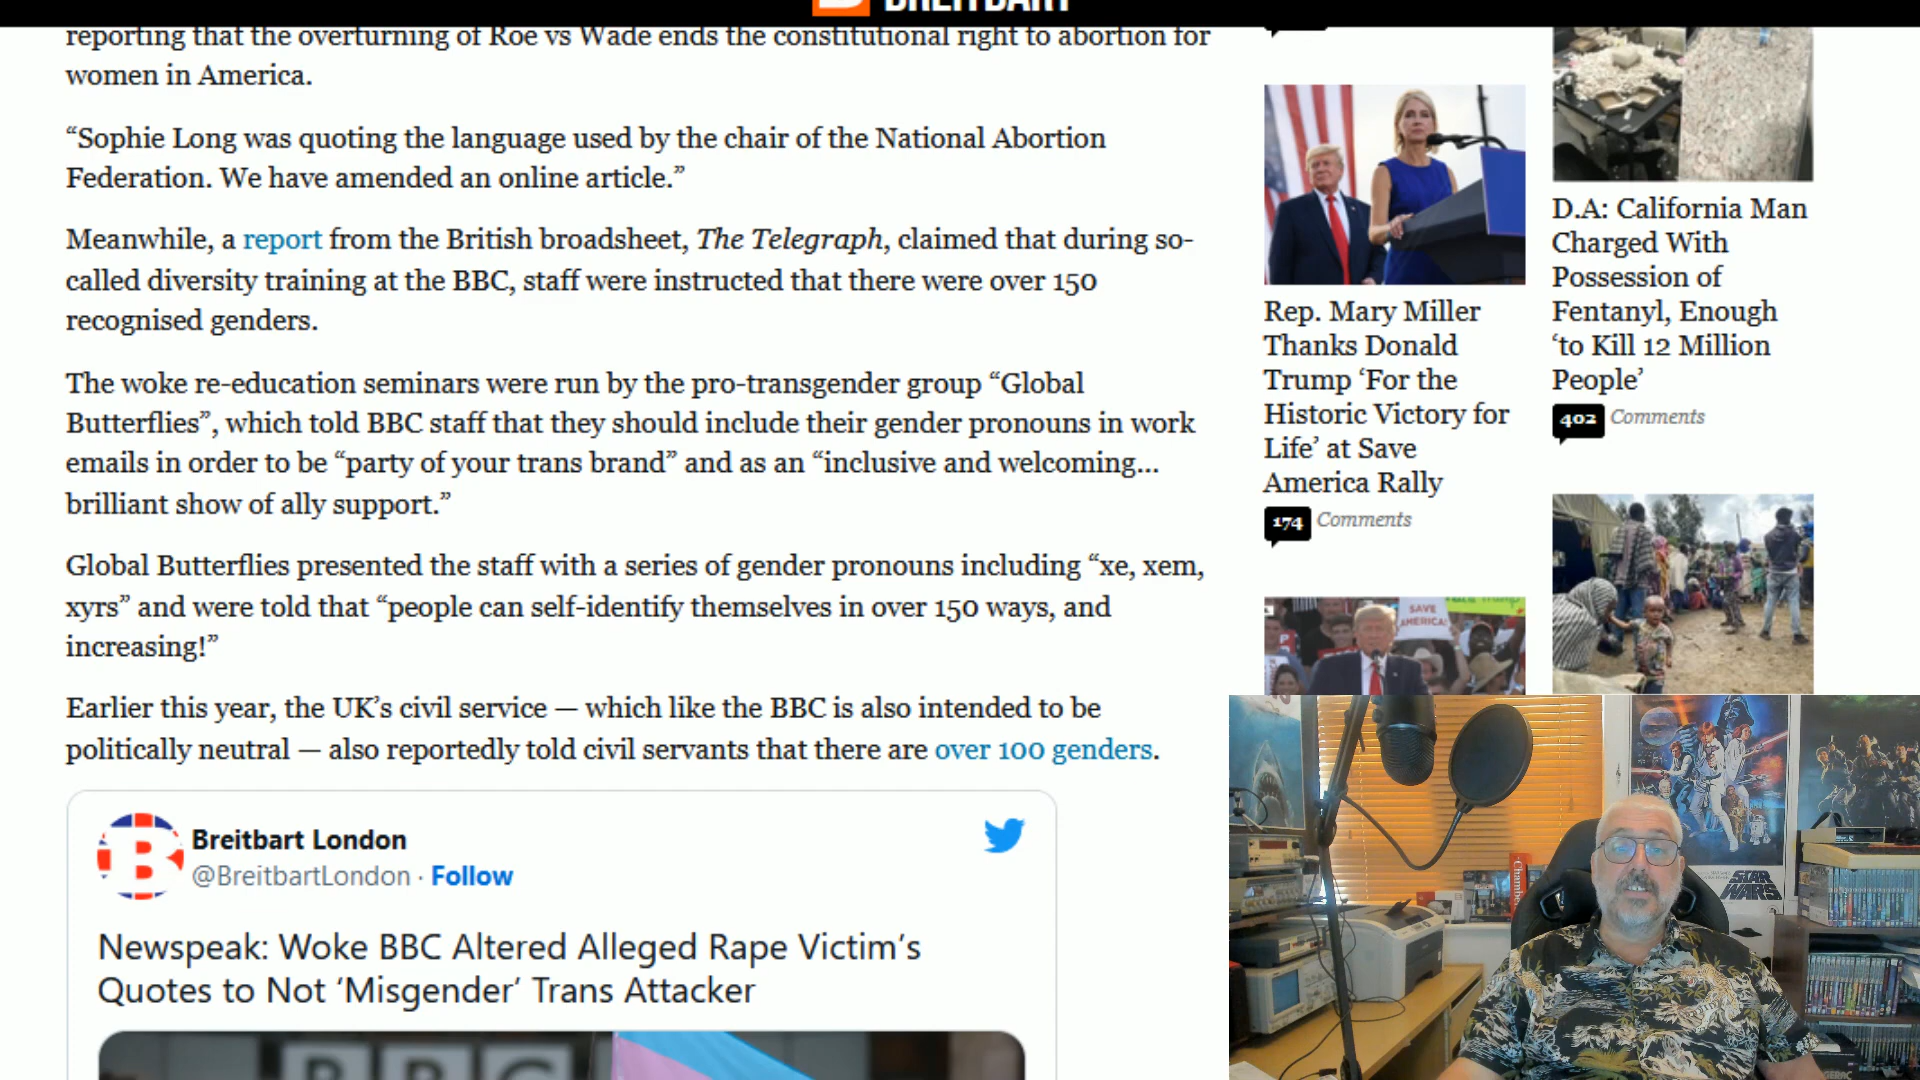 BREITBART
reporting that the overturning of Roe vs Wade ends the constitutional right to abortion for
women in America.
“Sophie Long was quoting the language used by the chair of the National Abortion
Federation. We have amended an online article.”
Meanwhile, a report from the British broadsheet, The Telegraph, claimed that during so-
called diversity training at the BBC, staff were instructed that there were over 150
recognised genders.
The woke re-education seminars were run by the pro-transgender group “Global
Butterflies”, which told BBC staff that they should include their gender pronouns in work
emails in order to be “party of your trans brand” and as an “inclusive and welcoming…
brilliant show of ally support.”
Global Butterflies presented the staff with a series of gender pronouns including “xe, xem,
xyrs” and were told that “people can self-identify themselves in over 150 ways, and
increasing!”
Earlier this year, the UK’s civil service — which like the BBC is also intended to be
politically neutral — also reportedly told civil servants that there are over 100 genders.
B
Breitbart London
@BreitbartLondon · Follow
Newspeak: Woke BBC Altered Alleged Rape Victim’s
Quotes to Not ‘Misgender’ Trans Attacker
BBC
Rep. Mary Miller
Thanks Donald
Trump ‘For the
Historic Victory for
Life’ at Save
America Rally
174 Comments
SAVE
AMERICA!
D.A: California Man
Charged With
Possession of
Fentanyl, Enough
‘to Kill 12 Million
People’
402 Comments
STAR
WARS